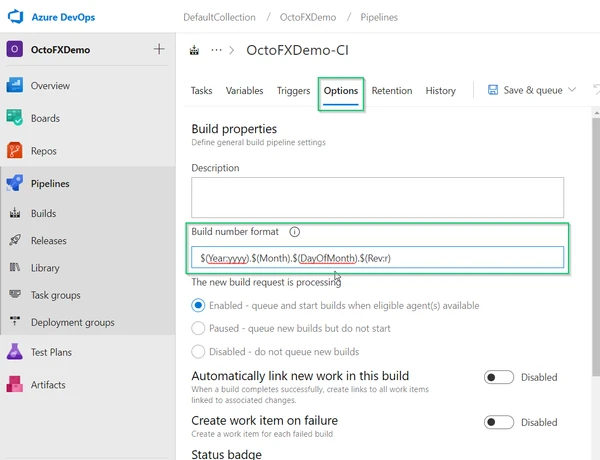 Azure DevOps
DefaultCollection / OctoFXDemo / Pipelines
O OctoFXDemo +
··· > OctoFXDemo-CI
Overview
Boards
Repos
Pipelines
Builds
Releases
Library
Task groups
Deployment groups
Test Plans
Artifacts
Tasks Variables Triggers Options Retention History Save & queue
Build properties
Define general build pipeline settings
Description
Build number format
$(Year:yyyy).$(Month).$(DayOfMonth).$(Rev:r)
The new build request is processing
Enabled - queue and start builds when eligible agent(s) available
Paused - queue new builds but do not start
Disabled - do not queue new builds
Automatically link new work in this build Disabled
When a build completes successfully, create links to all work items
linked to associated changes.
Create work item on failure Disabled
Create a work item for each failed build
Status badge